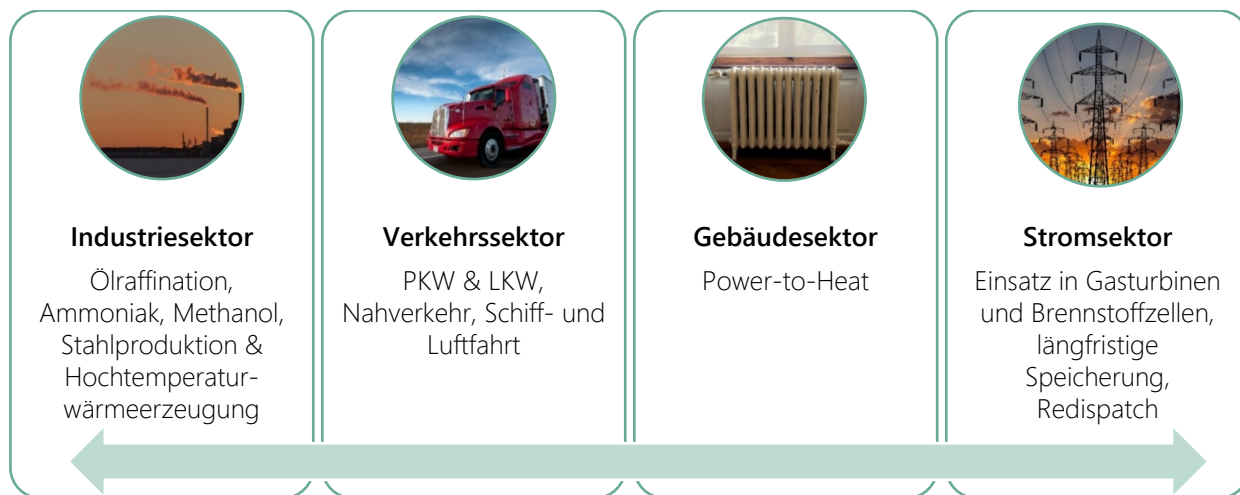 Industriesektor
Ölraffination,
Ammoniak, Methanol,
Stahlproduktion &
Hochtemperatur-
wärmeerzeugung
Verkehrssektor
PKW & LKW,
Nahverkehr, Schiff- und
Luftfahrt
Gebäudesektor
Power-to-Heat
Stromsektor
Einsatz in Gasturbinen
und Brennstoffzellen,
längfristige
Speicherung,
Redispatch